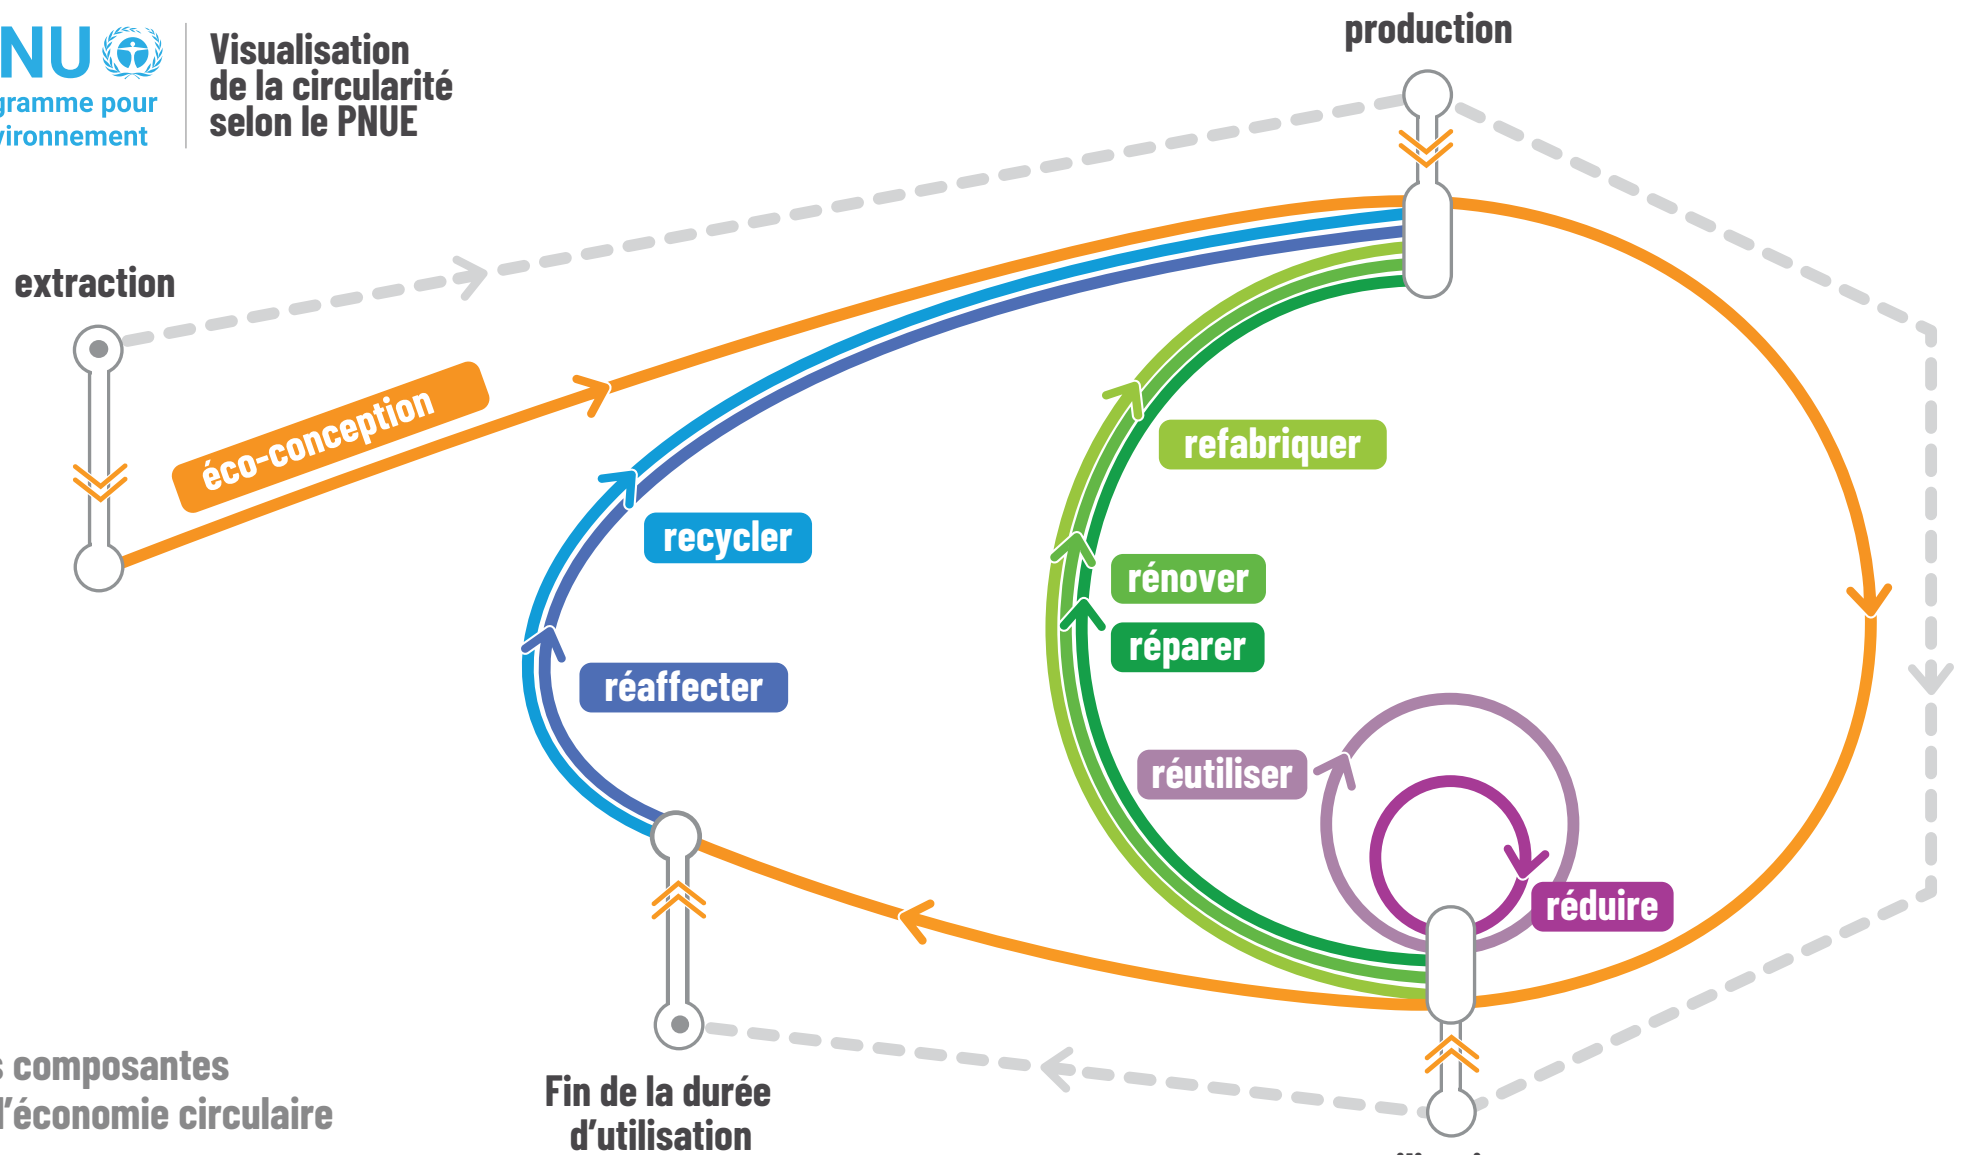 NU
gramme pour
vironnement
Visualisation
de la circularité
selon le PNUE
production
extraction
éco-conception
refabriquer
recycler
rénover
réparer
réaffecter
réutiliser
réduire
s composantes
l’économie circulaire
Fin de la durée
d’utilisation